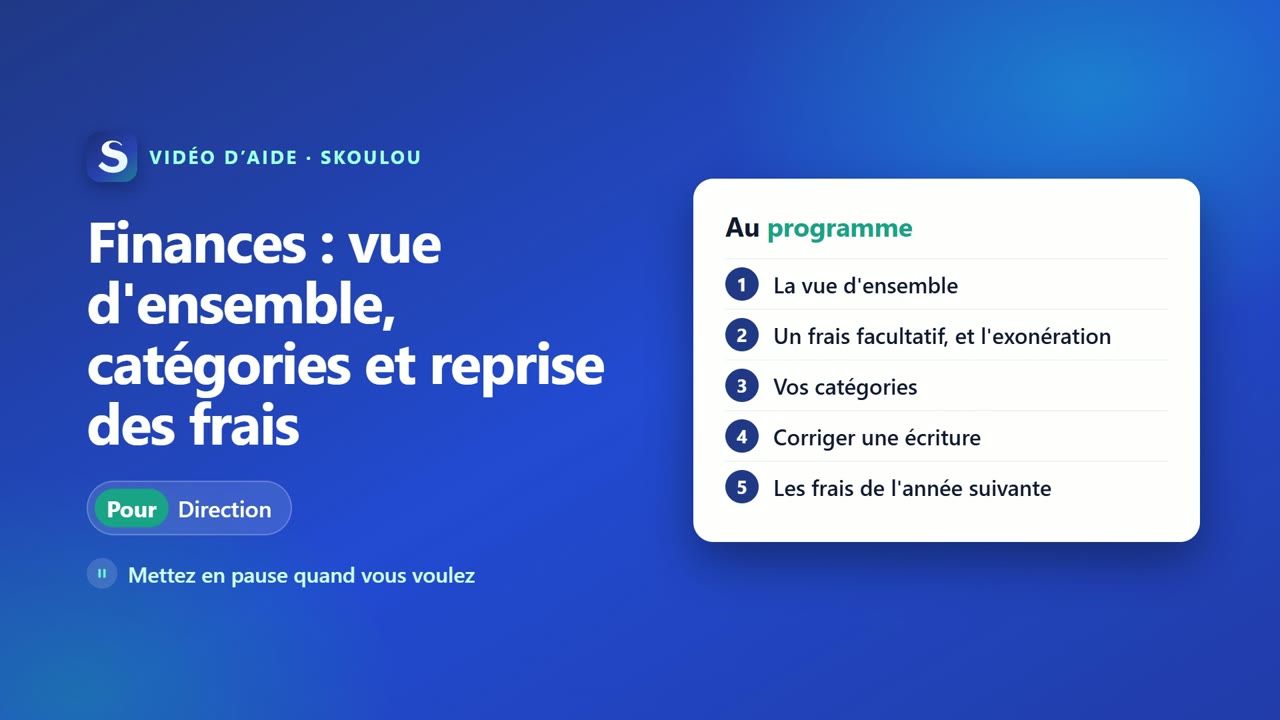 S
VIDÉO D’AIDE · SKOULOU
Finances : vue
d'ensemble,
catégories et reprise
des frais
Pour Direction
Mettez en pause quand vous voulez
Au programme
1 La vue d'ensemble
2 Un frais facultatif, et l'exonération
3 Vos catégories
4 Corriger une écriture
5 Les frais de l'année suivante